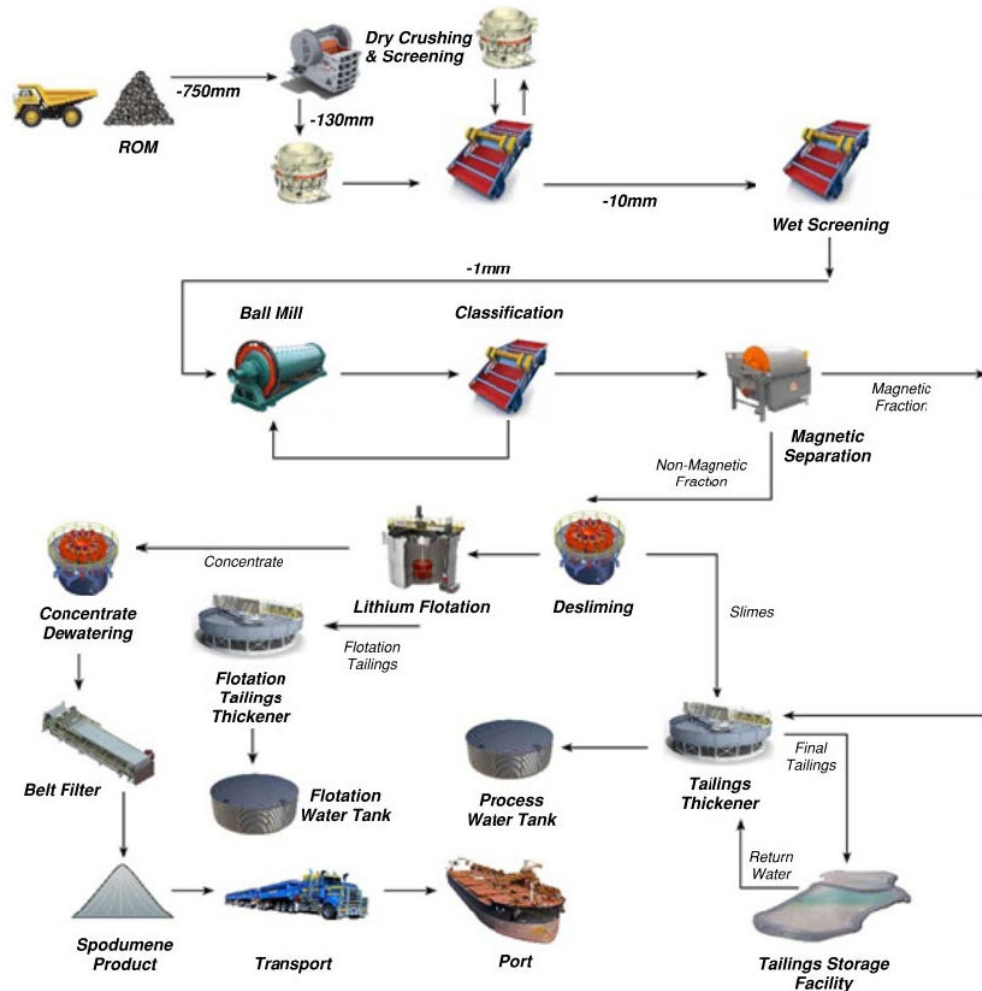 Dry Crushing
& Screening
-750mm
-130mm
ROM
-10mm
Wet Screening
-1mm
Ball Mill
Classification
Magnetic
Fraction
Magnetic
Separation
Non-Magnetic
Fraction
Concentrate
Lithium Flotation
Desliming
Concentrate
Dewatering
Slimes
Flotation
Tailings
Flotation
Tailings
Thickener
Final
Tailings
Belt Filter
Flotation
Water Tank
Process
Water Tank
Tailings
Thickener
Return
Water
Spodumene
Product
Transport
Port
Tailings Storage
Facility